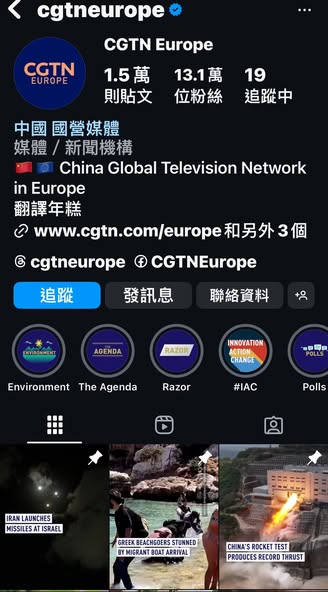 cgtneurope
CGTN
EUROPE
CGTN Europe
1.5萬 13.1萬 19
則貼文 位粉絲 追蹤中
中國 國營媒體
媒體 / 新聞機構
🇨🇳 🇪🇺 China Global Television Network
in Europe
翻譯年糕
www.cgtn.com/europe和另外 3 個
cgtneurope CGTNEurope
追蹤 發訊息 聯絡資料
ENVIRONMENT THE AGENDA RAZOR INNOVATION
ACTION
CHANGE POLLS
Environment The Agenda Razor #IAC Polls
IRAN LAUNCHES
MISSILES AT ISRAEL
GREEK BEACHGOERS STUNNED
BY MIGRANT BOAT ARRIVAL
CHINA'S ROCKET TEST
PRODUCES RECORD THRUST